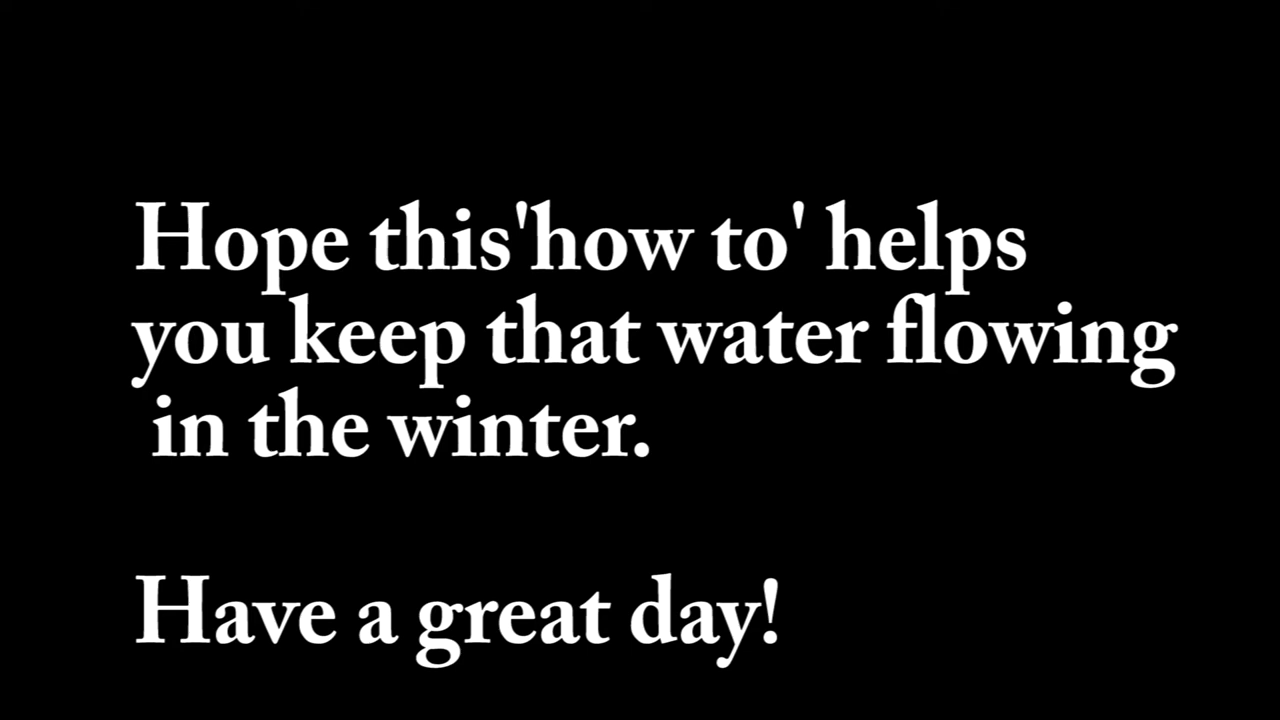 Hope this'how to' helps
you keep that water flowing
in the winter.
Have a great day!